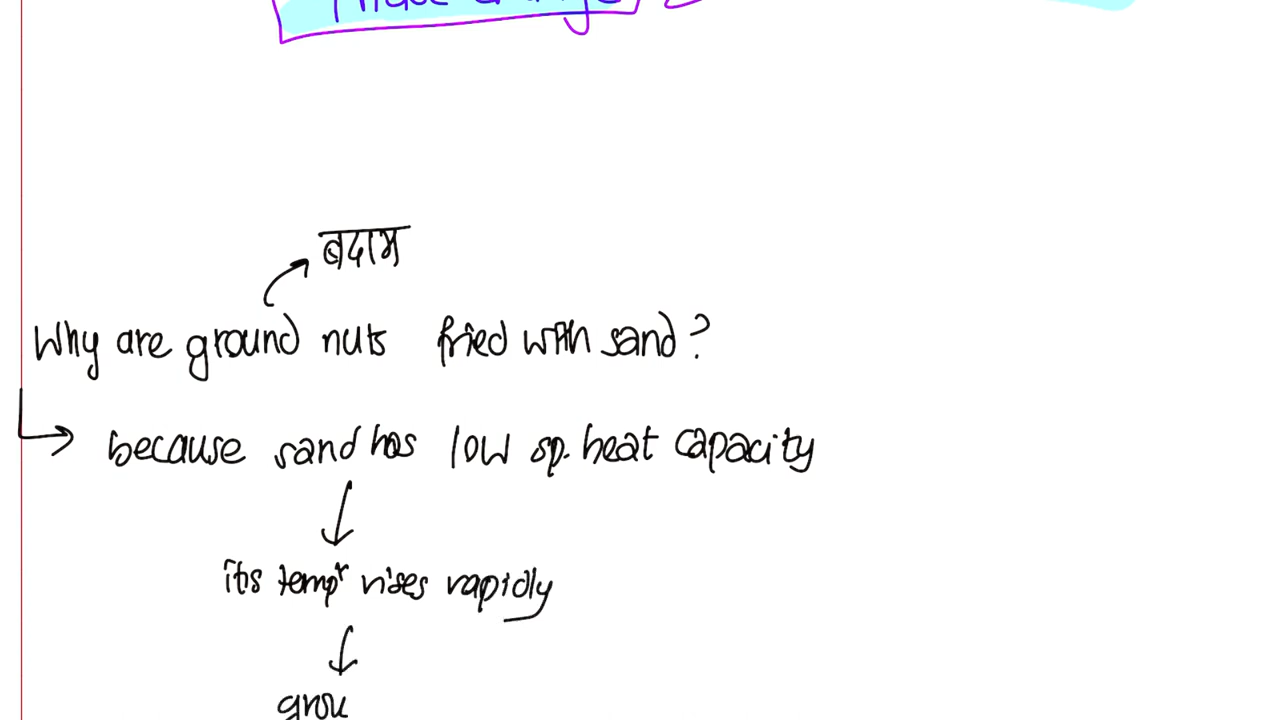 बदाम
Why are ground nuts fried with sand?
because sand has low sp. heat capacity
its tempr rises rapidly
grou